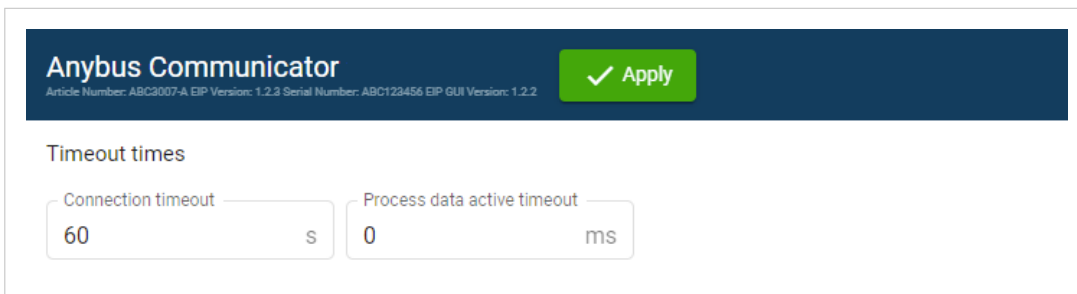 Anybus Communicator
Apply
Article Number: ABC3007-A EIP Version: 1.2.3 Serial Number: ABC123456 EIP GUI Version: 1.2.2
Timeout times
Connection timeout
60 s
Process data active timeout
0 ms